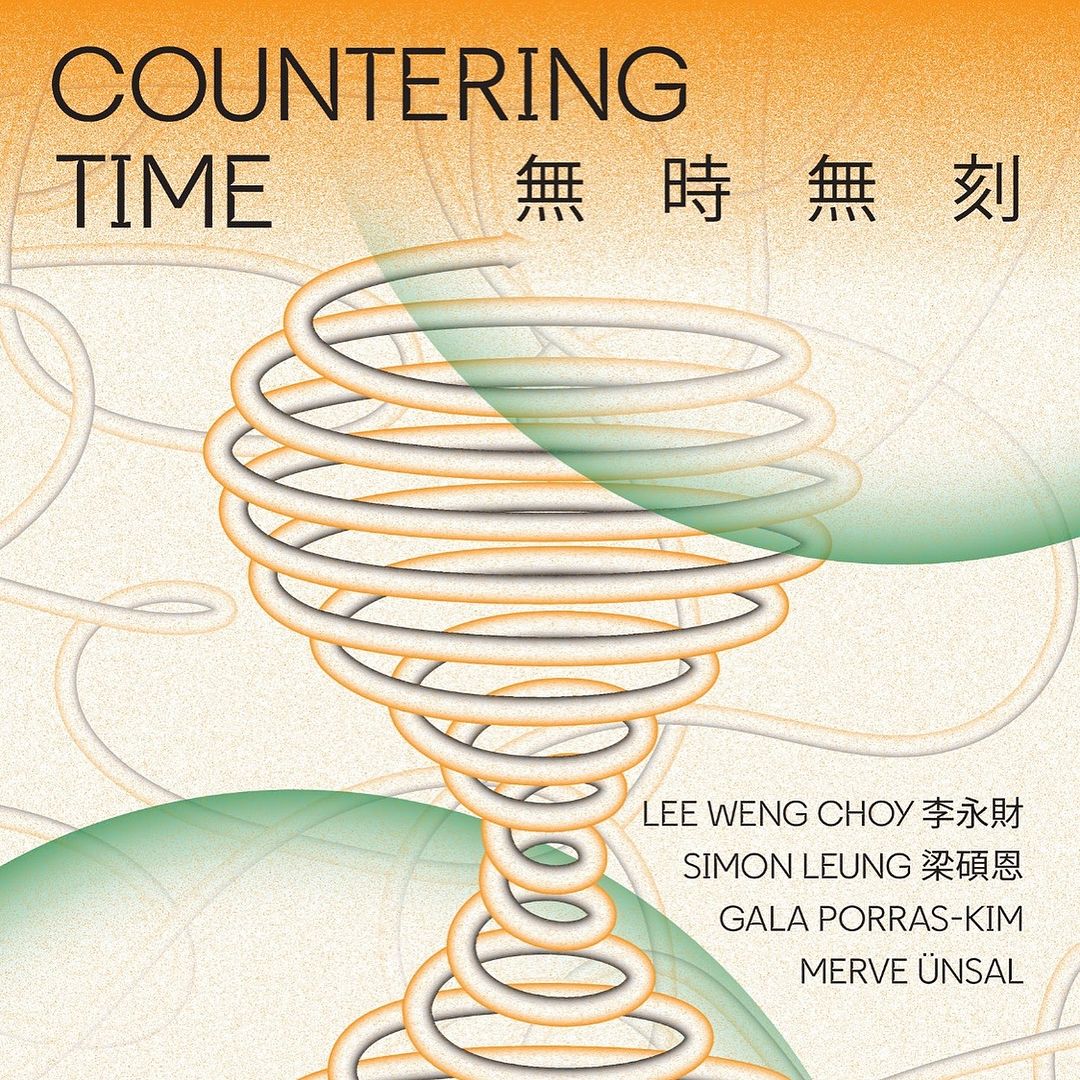 COUNTERING
TIME
無時無刻
LEE WENG CHOY 李永財
SIMON LEUNG 梁碩恩
GALA PORRAS-KIM
MERVE ÜNSAL